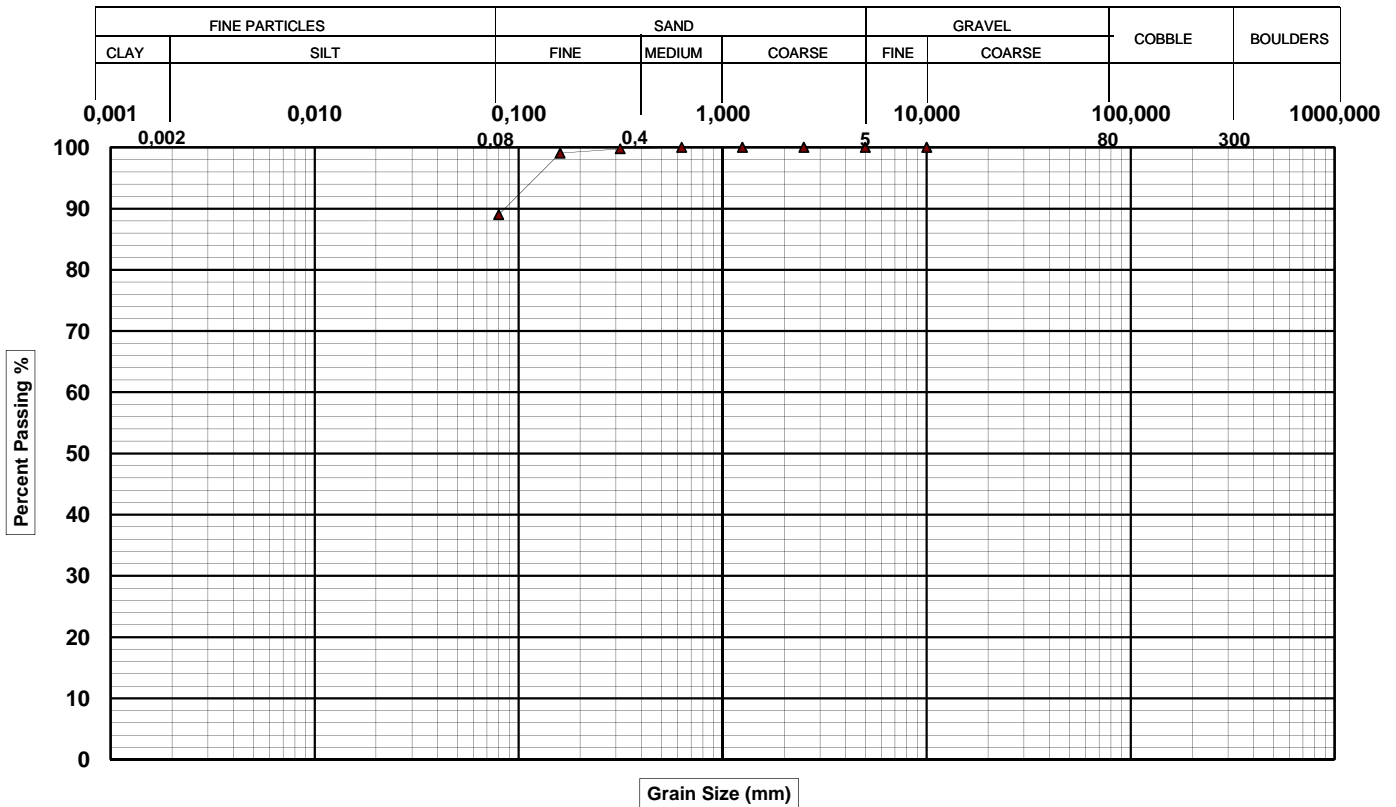 FINE PARTICLES SAND GRAVEL COBBLE BOULDERS
CLAY SILT FINE MEDIUM COARSE FINE COARSE
0,001 0,010 0,100 1,000 10,000 100,000 1000,000
0,002 0,08 0,4 5 80 300
100
90
80
70
60
50
40
30
20
10
0
Percent Passing %
Grain Size (mm)